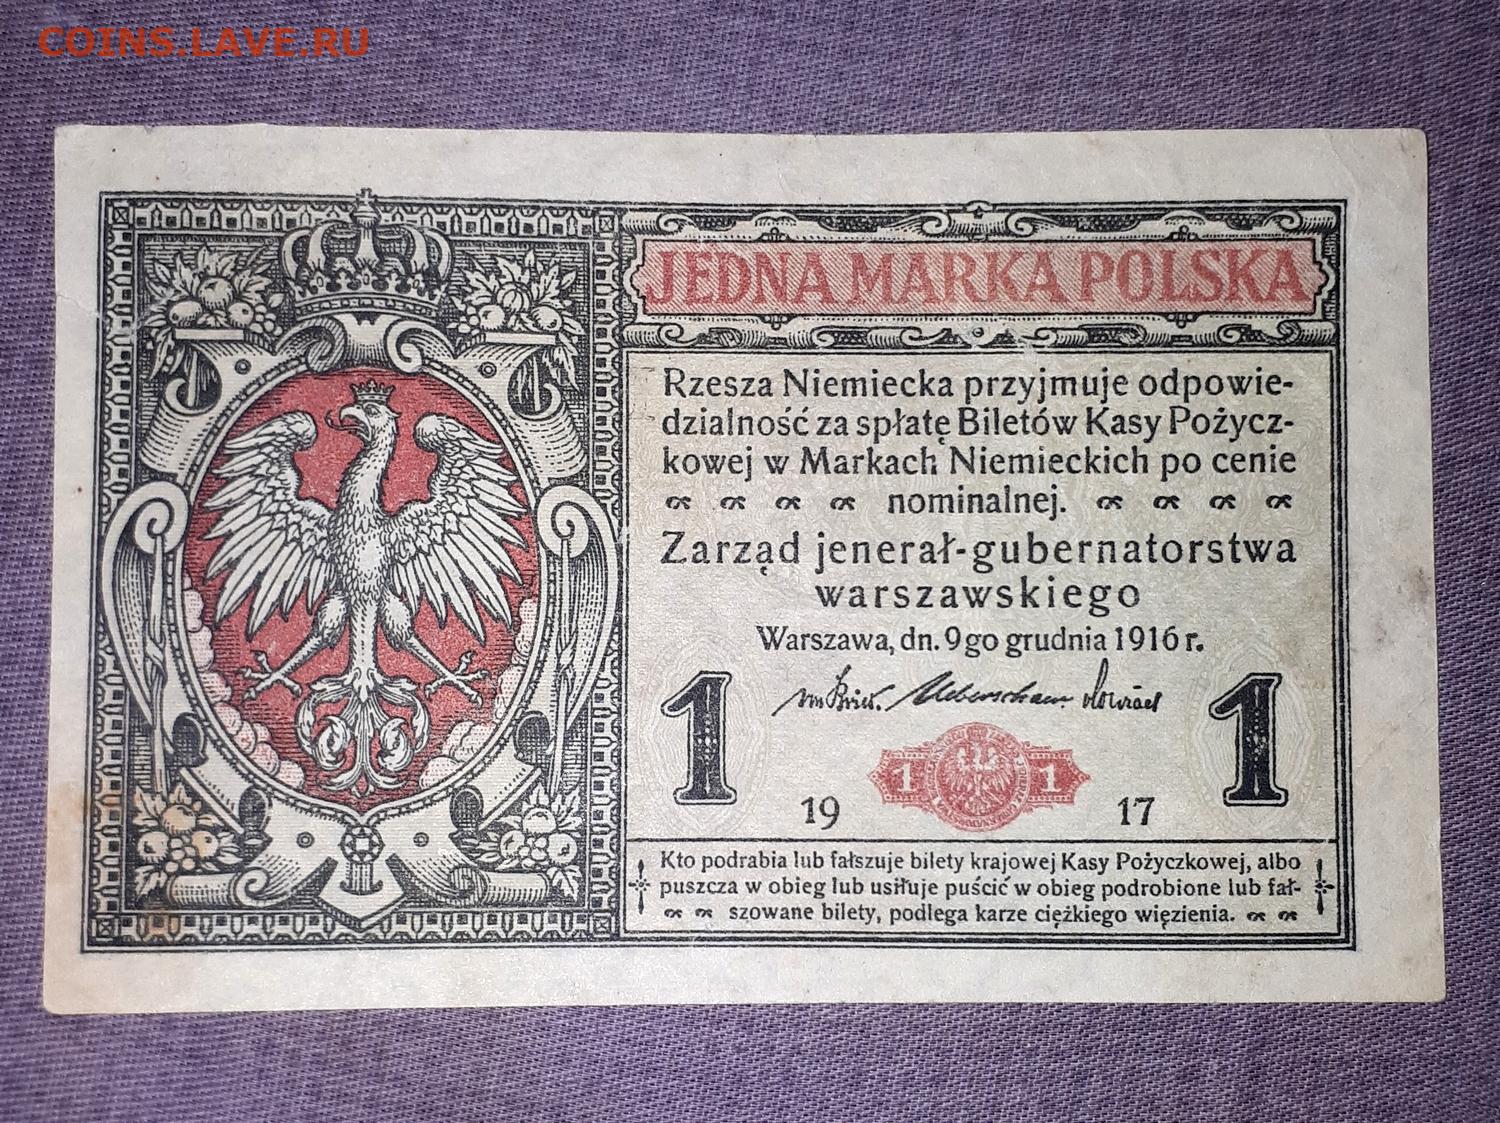 COINS.LAVE.RU
JEDNA MARKA POLSKA
Rzesza Niemiecka przyjmuje odpowie-
dzialność za spłatę Biletów Kasy Pożycz-
kowej w Markach Niemieckich po cenie
nominalnej.
Zarząd jenerał-gubernatorstwa
warszawskiego
Warszawa, dn. 9go grudnia 1916 r.
1 1
1 1
19 17
Kto podrabia lub fałszuje bilety krajowej Kasy Pożyczkowej, albo
puszcza w obieg lub usiłuje puścić w obieg podrobione lub fał-
szowane bilety, podlega karze ciężkiego więzienia.